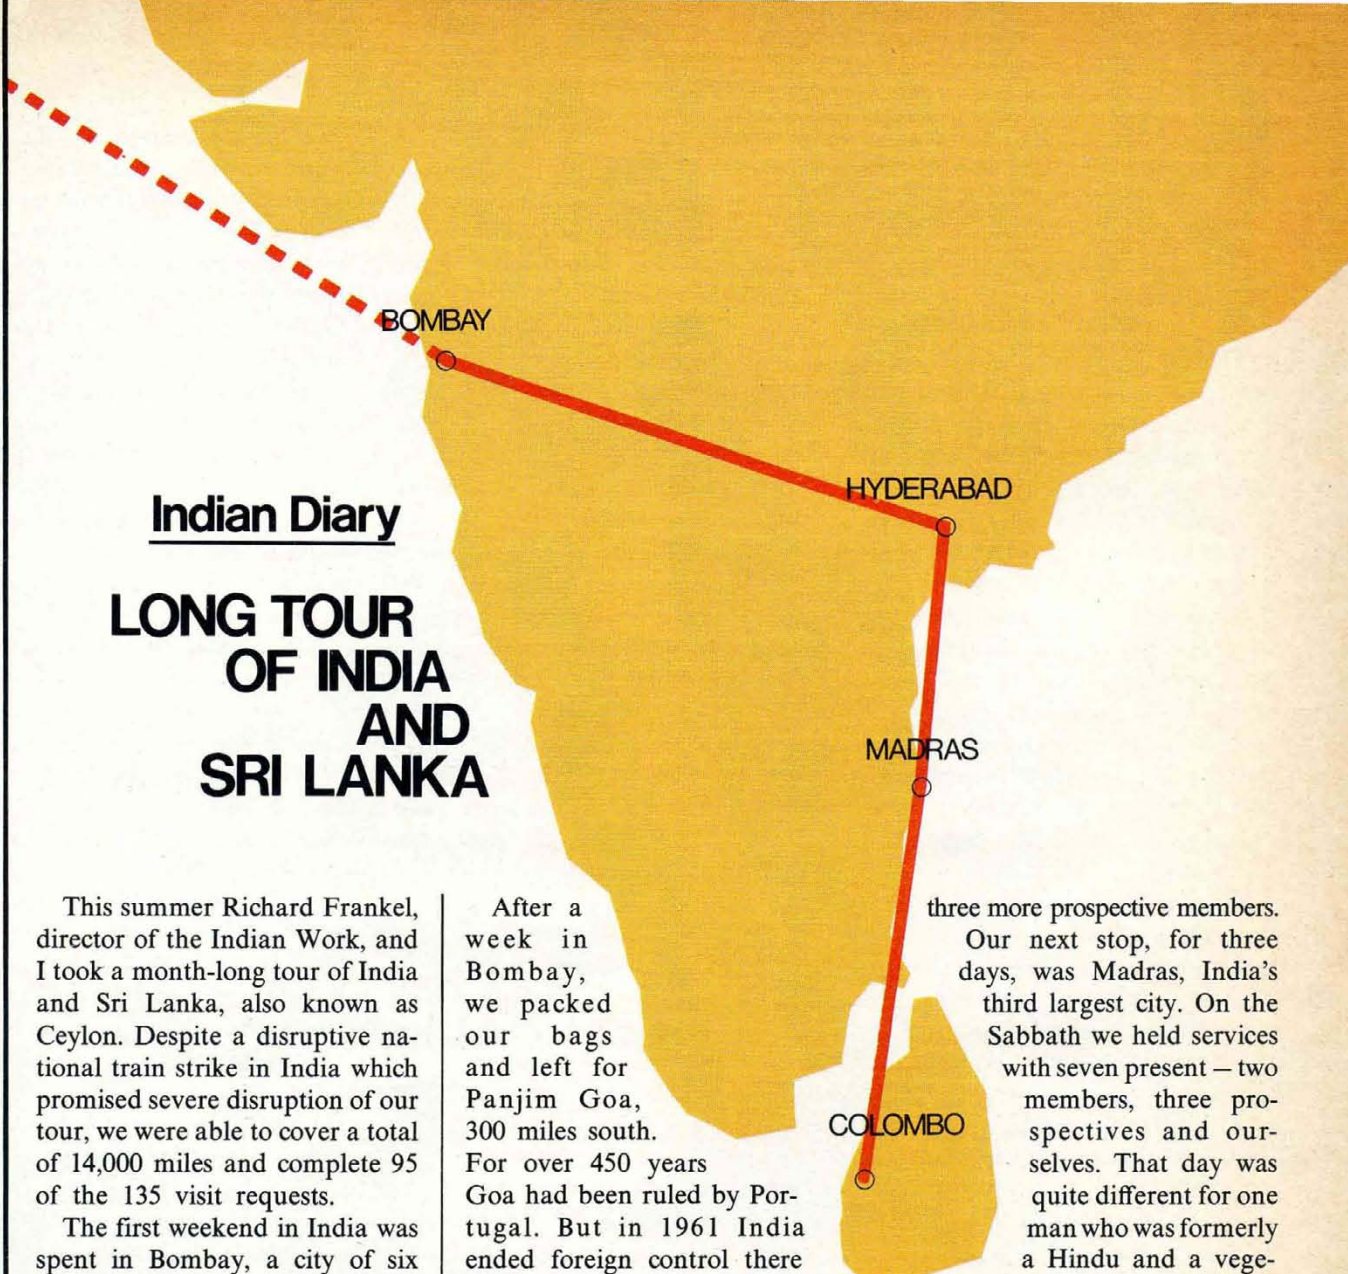 BOMBAY
HYDERABAD
MADRAS
COLOMBO
Indian Diary
LONG TOUR
OF INDIA
AND
SRI LANKA
This summer Richard Frankel,
director of the Indian Work, and
I took a month-long tour of India
and Sri Lanka, also known as
Ceylon. Despite a disruptive na-
tional train strike in India which
promised severe disruption of our
tour, we were able to cover a total
of 14,000 miles and complete 95
of the 135 visit requests.
The first weekend in India was
spent in Bombay, a city of six
After a
week in
Bombay,
we packed
our bags
and left for
Panjim Goa,
300 miles south.
For over 450 years
Goa had been ruled by Por-
tugal. But in 1961 India
ended foreign control there
three more prospective members.
Our next stop, for three
days, was Madras, India's
third largest city. On the
Sabbath we held services
with seven present — two
members, three pro-
spectives and our-
selves. That day was
quite different for one
man who was formerly
a Hindu and a vege-